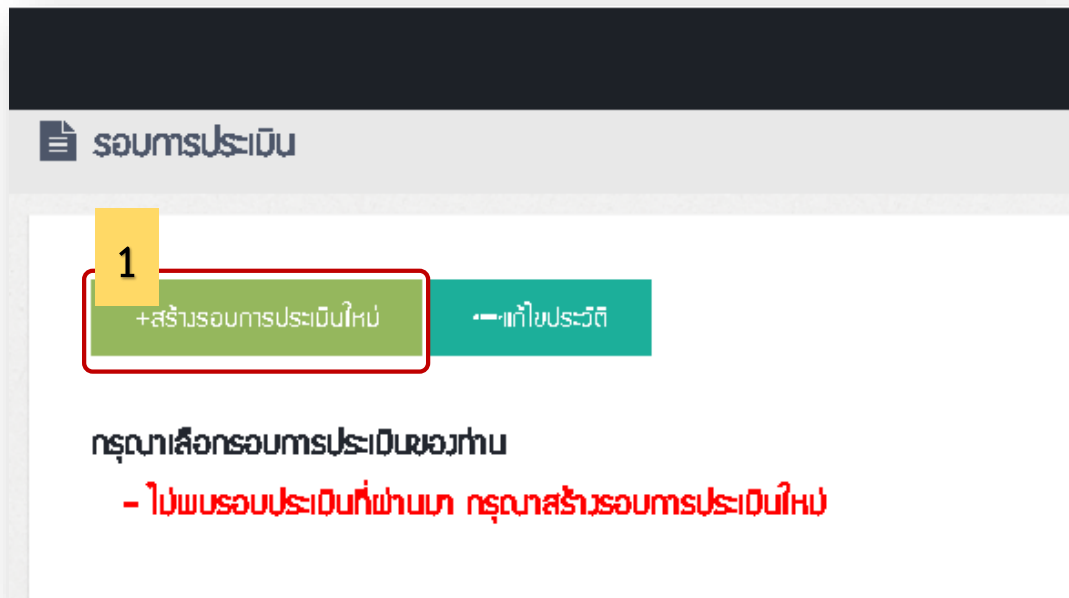 รอบการประเมิน
1
+สร้างรอบการประเมินใหม่
แก้ไขประวัติ
กรุณาเลือกรอบการประเมินของท่าน
- ไม่พบรอบประเมินที่ผ่านมา กรุณาสร้างรอบการประเมินใหม่